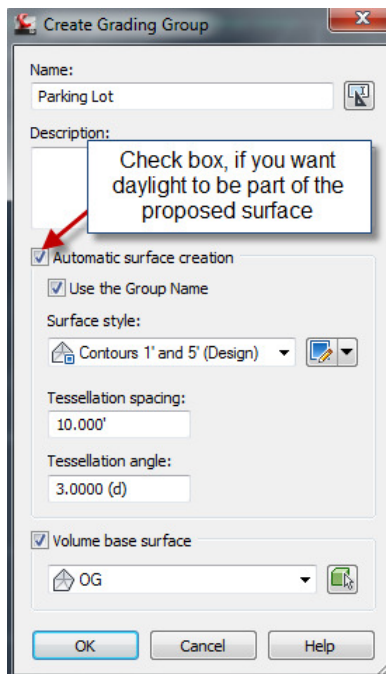 Create Grading Group
Name:
Parking Lot
Description:
Check box, if you want
daylight to be part of the
proposed surface
Automatic surface creation
Use the Group Name
Surface style:
Contours 1' and 5' (Design)
Tessellation spacing:
10.000'
Tessellation angle:
3.0000 (d)
Volume base surface
OG
OK
Cancel
Help